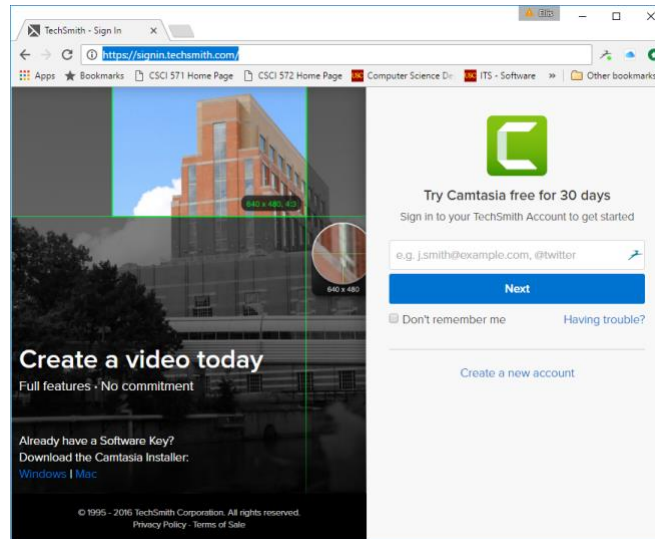 Ellis
TechSmith - Sign In
https://signin.techsmith.com/
Apps Bookmarks CSCI 571 Home Page CSCI 572 Home Page USC Computer Science De USC ITS - Software » Other bookmarks
640 x 480, 4:3
640 x 480
Create a video today
Full features · No commitment
Already have a Software Key?
Download the Camtasia Installer:
Windows | Mac
© 1995 - 2016 TechSmith Corporation. All rights reserved.
Privacy Policy - Terms of Sale
Try Camtasia free for 30 days
Sign in to your TechSmith Account to get started
e.g. j.smith@example.com, @twitter
Next
Don't remember me Having trouble?
Create a new account